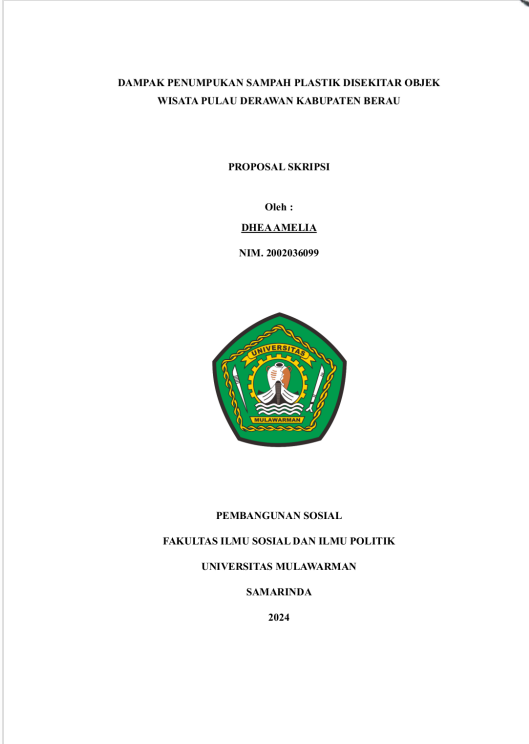 DAMPAK PENUMPUKAN SAMPAH PLASTIK DISEKITAR OBJEK
WISATA PULAU DERAWAN KABUPATEN BERAU
PROPOSAL SKRIPSI
Oleh :
DHEA AMELIA
NIM. 2002036099
UNIVERSITAS
MULAWARMAN
PEMBANGUNAN SOSIAL
FAKULTAS ILMU SOSIAL DAN ILMU POLITIK
UNIVERSITAS MULAWARMAN
SAMARINDA
2024